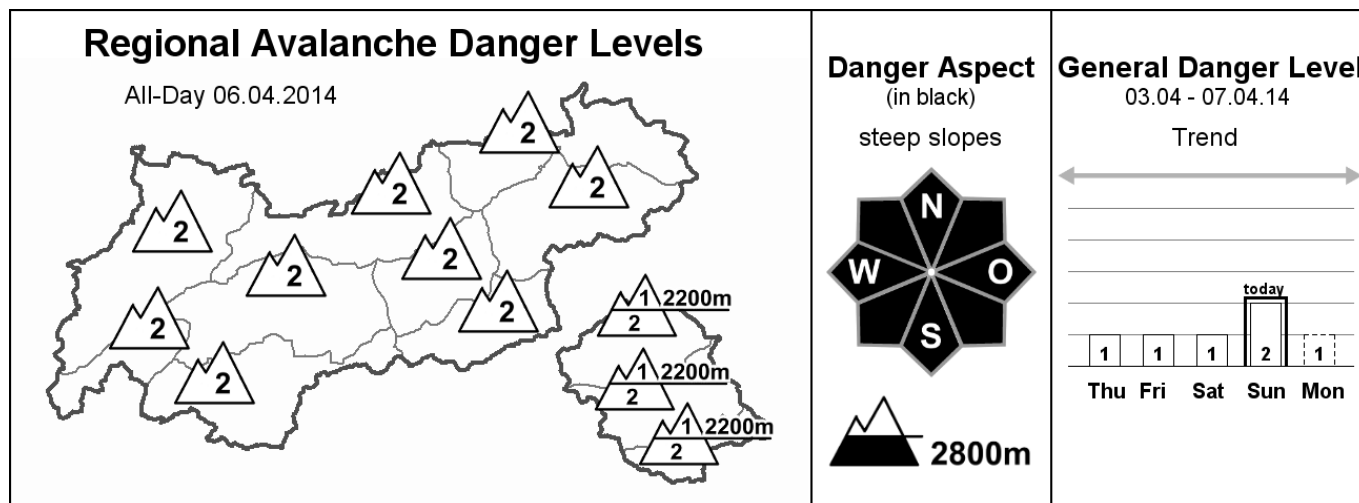 Regional Avalanche Danger Levels
All-Day 06.04.2014
2
2
2
2
2
2
2
2
2
2
1 2200m
2
1 2200m
2
1 2200m
2
Danger Aspect
(in black)
steep slopes
N
W O
S
2800m
General Danger Level
03.04 - 07.04.14
Trend
today
1 1 1 2 1
Thu Fri Sat Sun Mon